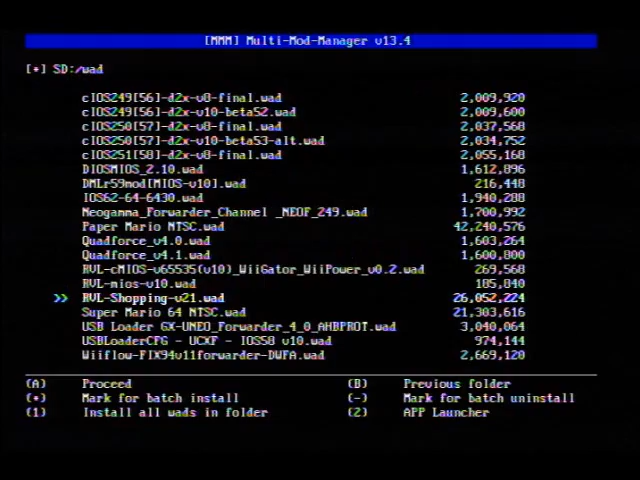 [MMM] Multi-Mod-Manager v13.4
[*] SD:/wad
cIOS249[56]-d2x-v8-final.wad 2,009,920
cIOS249[56]-d2x-v10-beta52.wad 2,009,600
cIOS250[57]-d2x-v8-final.wad 2,037,568
cIOS250[57]-d2x-v10-beta53-alt.wad 2,034,752
cIOS251[58]-d2x-v8-final.wad 2,055,168
DIOSMIOS_2.10.wad 1,612,896
DMLr59mod[MIOS-v10].wad 216,448
IOS62-64-6430.wad 1,940,288
Neogamma_Forwarder_Channel _NEOF_249.wad 1,700,992
Paper Mario NTSC.wad 42,240,576
Quadforce_v4.0.wad 1,603,264
Quadforce_v4.1.wad 1,600,800
RVL-cMIOS-v65535(v10)_WiiGator_WiiPower_v0.2.wad 269,568
RVL-mios-v10.wad 185,840
>> RVL-Shopping-v21.wad 26,052,224
Super Mario 64 NTSC.wad 21,303,616
USB Loader GX-UNEO_Forwarder_4_0_AHBPROT.wad 3,040,064
USBLoaderCFG - UCXF - IOS58 v10.wad 974,144
Wiiflow-FIX94v11forwarder-DWFA.wad 2,669,120
(A) Proceed (B) Previous folder
(+) Mark for batch install (-) Mark for batch uninstall
(1) Install all wads in folder (2) APP Launcher